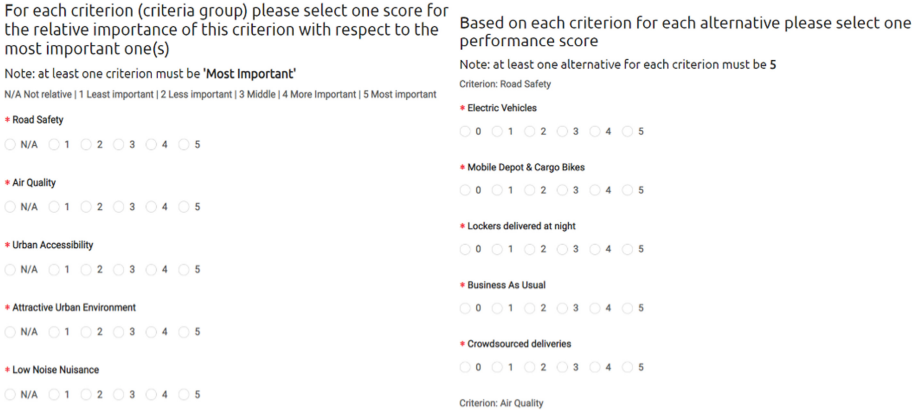 For each criterion (criteria group) please select one score for
the relative importance of this criterion with respect to the
most important one(s)
Note: at least one criterion must be 'Most Important'
N/A Not relative | 1 Least important | 2 Less important | 3 Middle | 4 More Important | 5 Most important
* Road Safety
N/A 1 2 3 4 5
* Air Quality
N/A 1 2 3 4 5
* Urban Accessibility
N/A 1 2 3 4 5
* Attractive Urban Environment
N/A 1 2 3 4 5
* Low Noise Nuisance
N/A 1 2 3 4 5
Based on each criterion for each alternative please select one
performance score
Note: at least one alternative for each criterion must be 5
Criterion: Road Safety
* Electric Vehicles
0 1 2 3 4 5
* Mobile Depot & Cargo Bikes
0 1 2 3 4 5
* Lockers delivered at night
0 1 2 3 4 5
* Business As Usual
0 1 2 3 4 5
* Crowdsourced deliveries
0 1 2 3 4 5
Criterion: Air Quality